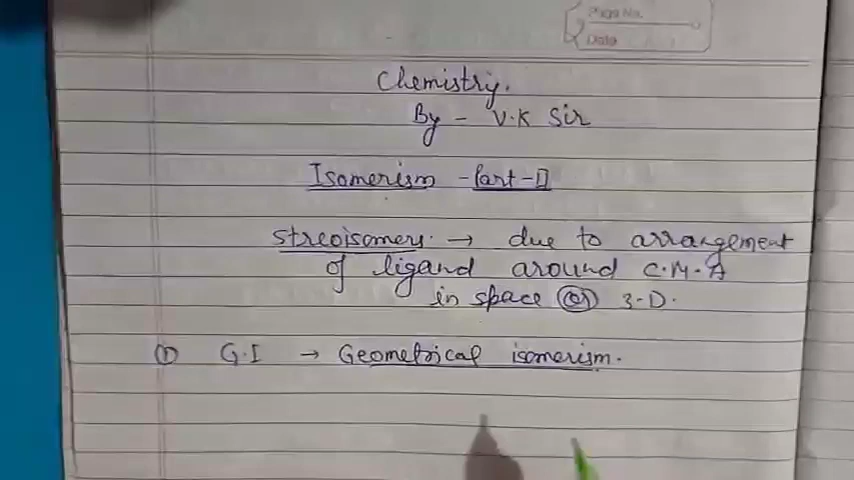 Page No.
Date
Chemistry.
By - V.K Sir
Isomerism - Part-II
streoisomers. → due to arrangement
of ligand around C.M.A
in space or 3-D.
① G.I → Geometrical isomerism.